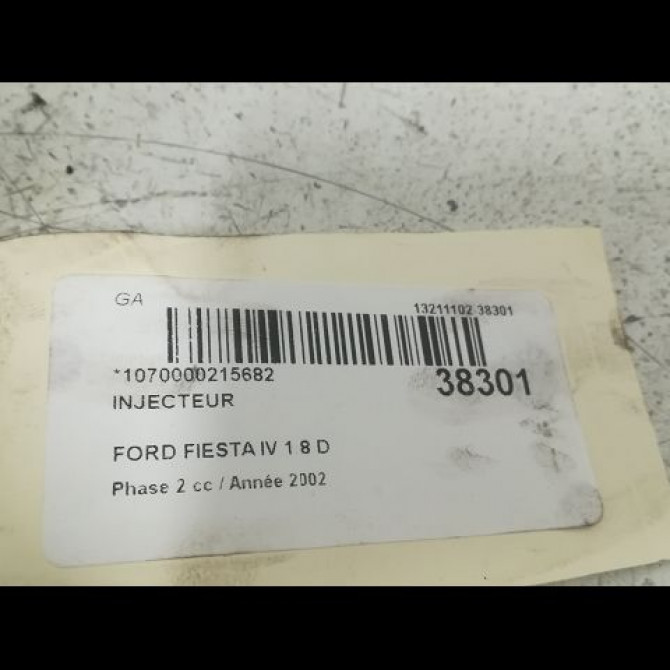 GA
13211102 38301
*1070000215682
38301
INJECTEUR
FORD FIESTA IV 1 8 D
Phase 2 cc / Année 2002